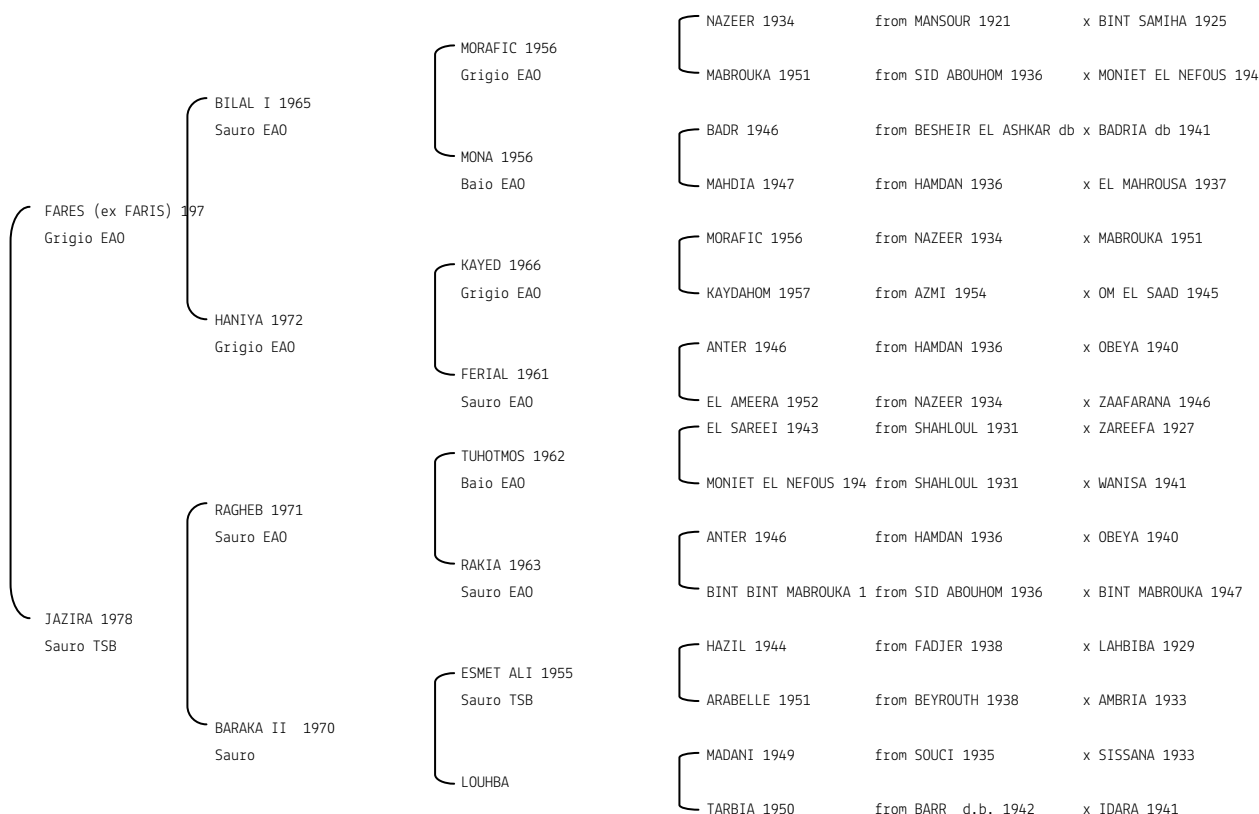 NAZEER 1934 from MANSOUR 1921 x BINT SAMIHA 1925
MORAFIC 1956
Grigio EAO
MABROUKA 1951 from SID ABOUHOM 1936 x MONIET EL NEFOUS 194
BILAL I 1965
Sauro EAO
BADR 1946 from BESHEIR EL ASHKAR db x BADRIA db 1941
MONA 1956
Baio EAO
MAHDIA 1947 from HAMDAN 1936 x EL MAHROUSA 1937
FARES (ex FARIS) 197
Grigio EAO
MORAFIC 1956 from NAZEER 1934 x MABROUKA 1951
KAYED 1966
Grigio EAO
KAYDAHOM 1957 from AZMI 1954 x OM EL SAAD 1945
HANIYA 1972
Grigio EAO
ANTER 1946 from HAMDAN 1936 x OBEYA 1940
FERIAL 1961
Sauro EAO
EL AMEERA 1952 from NAZEER 1934 x ZAAFARANA 1946
EL SAREEI 1943 from SHAHLOUL 1931 x ZAREEFA 1927
TUHOTMOS 1962
Baio EAO
MONIET EL NEFOUS 194 from SHAHLOUL 1931 x WANISA 1941
RAGHEB 1971
Sauro EAO
ANTER 1946 from HAMDAN 1936 x OBEYA 1940
RAKIA 1963
Sauro EAO
BINT BINT MABROUKA 1 from SID ABOUHOM 1936 x BINT MABROUKA 1947
JAZIRA 1978
Sauro TSB
HAZIL 1944 from FADJER 1938 x LAHBIBA 1929
ESMET ALI 1955
Sauro TSB
ARABELLE 1951 from BEYROUTH 1938 x AMBRIA 1933
BARAKA II 1970
Sauro
MADANI 1949 from SOUCI 1935 x SISSANA 1933
LOUHBA
TARBIA 1950 from BARR d.b. 1942 x IDARA 1941